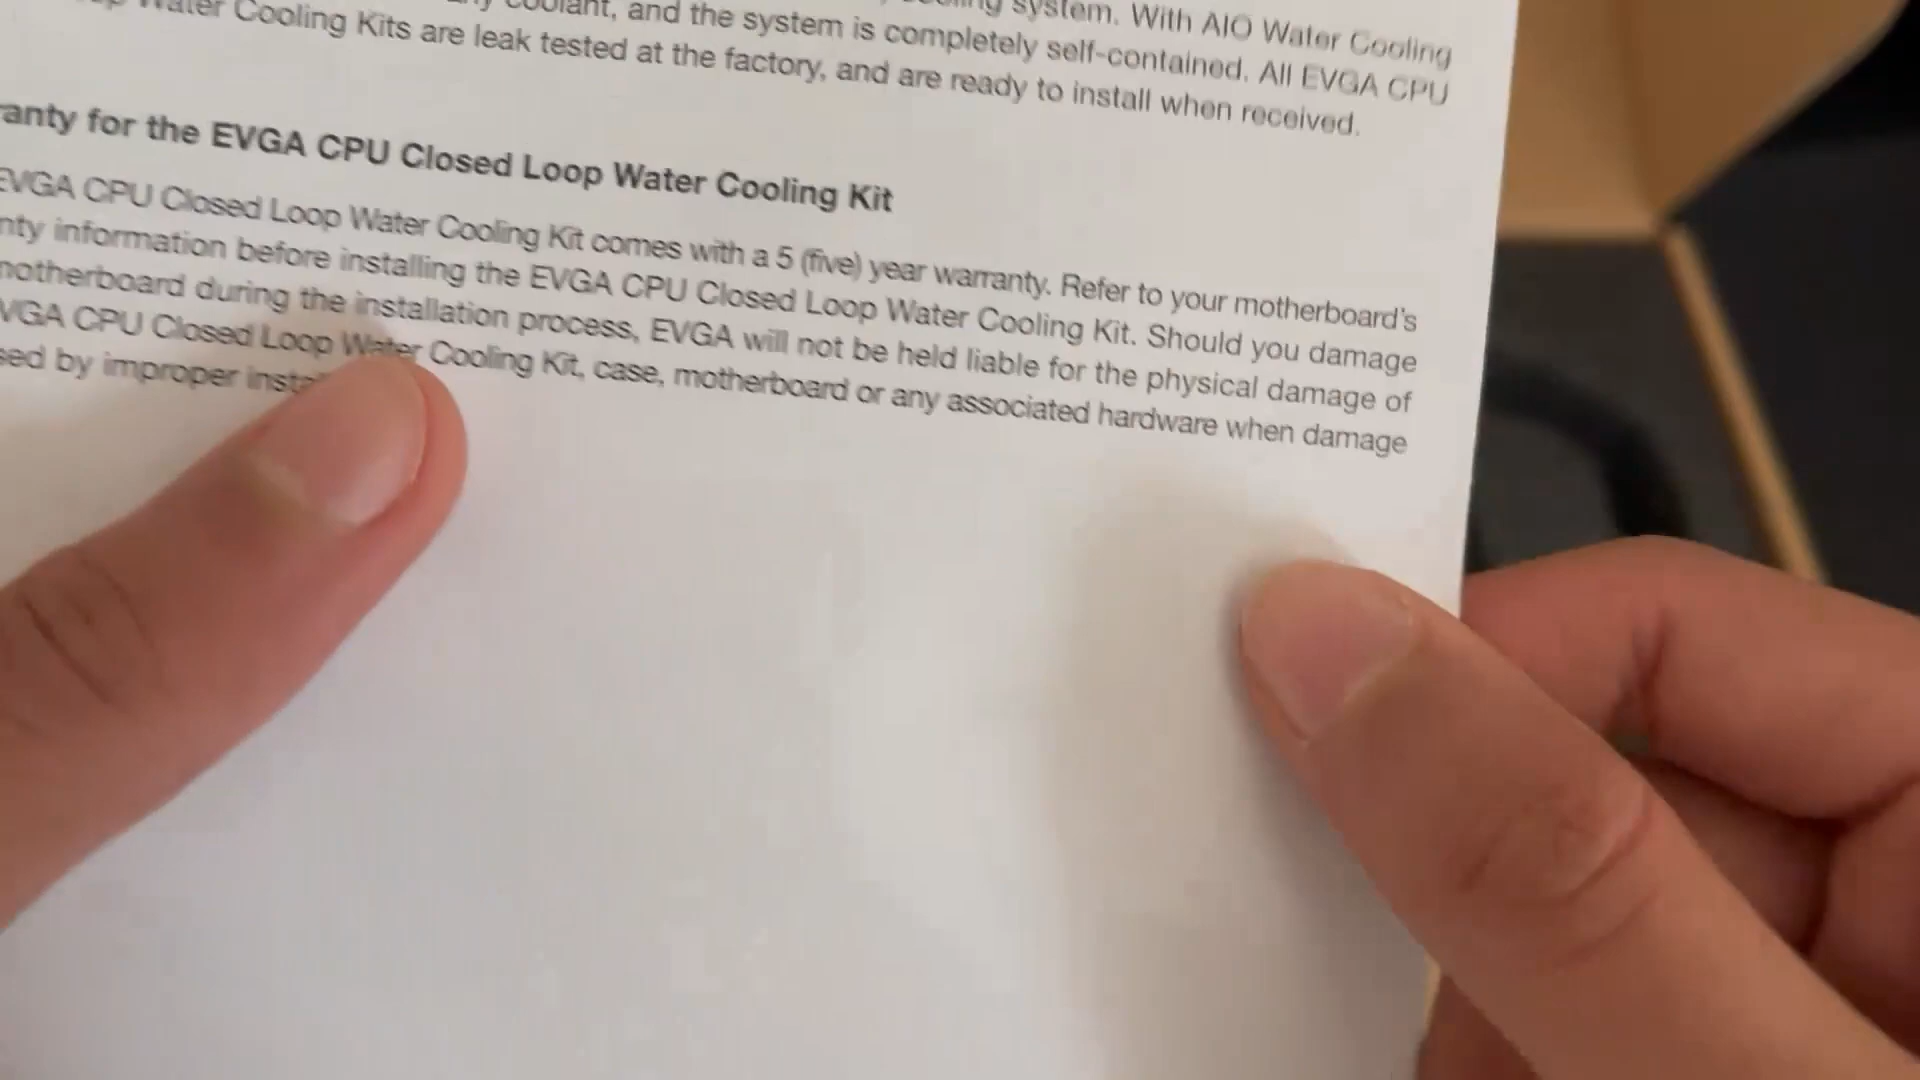 system. With AIO Water Cooling
coolant, and the system is completely self-contained. All EVGA CPU
Water Cooling Kits are leak tested at the factory, and are ready to install when received.
anty for the EVGA CPU Closed Loop Water Cooling Kit
EVGA CPU Closed Loop Water Cooling Kit comes with a 5 (five) year warranty. Refer to your motherboard's
nty information before installing the EVGA CPU Closed Loop Water Cooling Kit. Should you damage
motherboard during the installation process, EVGA will not be held liable for the physical damage of
VGA CPU Closed Loop Water Cooling Kit, case, motherboard or any associated hardware when damage
sed by improper insta